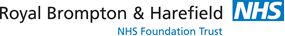 Royal Brompton & Harefield NHS
NHS Foundation Trust